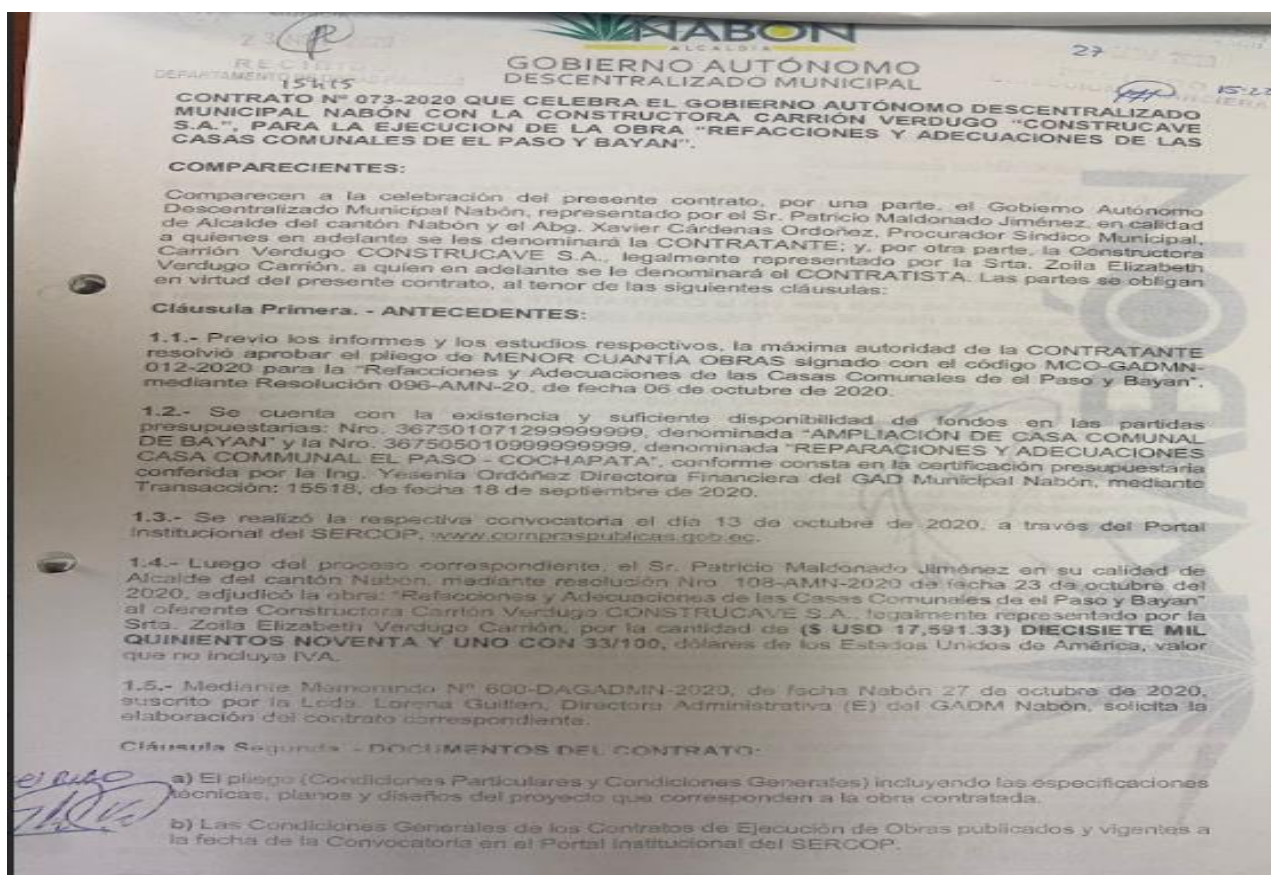 NABÓN
ALCALDÍA
GOBIERNO AUTÓNOMO
DESCENTRALIZADO MUNICIPAL
RECIBIDO
DEPARTAMENTO
15h15
27
15:22
CONTRATO Nº 073-2020 QUE CELEBRA EL GOBIERNO AUTÓNOMO DESCENTRALIZADO
MUNICIPAL NABÓN CON LA CONSTRUCTORA CARRIÓN VERDUGO "CONSTRUCAVE
S.A.", PARA LA EJECUCION DE LA OBRA "REFACCIONES Y ADECUACIONES DE LAS
CASAS COMUNALES DE EL PASO Y BAYAN".
COMPARECIENTES:
Comparecen a la celebración del presente contrato, por una parte, el Gobierno Autónomo
Descentralizado Municipal Nabón, representado por el Sr. Patricio Maldonado Jiménez, en calidad
de Alcalde del cantón Nabón y el Abg. Xavier Cárdenas Ordoñez, Procurador Sindico Municipal,
a quienes en adelante se les denominará la CONTRATANTE; y, por otra parte, la Constructora
Carrión Verdugo CONSTRUCAVE S.A., legalmente representado por la Srta. Zoila Elizabeth
Verdugo Carrión, a quien en adelante se le denominará el CONTRATISTA. Las partes se obligan
en virtud del presente contrato, al tenor de las siguientes cláusulas:
Cláusula Primera. - ANTECEDENTES:
1.1.- Previo los informes y los estudios respectivos, la máxima autoridad de la CONTRATANTE
resolvió aprobar el pliego de MENOR CUANTÍA OBRAS signado con el código MCO-GADMN-
012-2020 para la "Refacciones y Adecuaciones de las Casas Comunales de el Paso y Bayan",
mediante Resolución 096-AMN-20, de fecha 06 de octubre de 2020.
1.2.- Se cuenta con la existencia y suficiente disponibilidad de fondos en las partidas
presupuestarias: Nro. 367501071299999999, denominada "AMPLIACIÓN DE CASA COMUNAL
DE BAYAN" y la Nro. 367505010999999999, denominada "REPARACIONES Y ADECUACIONES
CASA COMMUNAL EL PASO - COCHAPATA", conforme consta en la certificación presupuestaria
conferida por la Ing. Yesenia Ordóñez Directora Financiera del GAD Municipal Nabón, mediante
Transacción: 15518, de fecha 18 de septiembre de 2020.
1.3.- Se realizó la respectiva convocatoria el día 13 de octubre de 2020, a través del Portal
Institucional del SERCOP, www.compraspublicas.gob.ec.
1.4.- Luego del proceso correspondiente, el Sr. Patricio Maldonado Jiménez en su calidad de
Alcalde del cantón Nabón, mediante resolución Nro. 108-AMN-2020 de fecha 23 de octubre del
2020, adjudicó la obra: "Refacciones y Adecuaciones de las Casas Comunales de el Paso y Bayan"
al oferente Constructora Carrión Verdugo CONSTRUCAVE S.A., legalmente representado por la
Srta. Zoila Elizabeth Verdugo Carrión, por la cantidad de ($ USD 17,591.33) DIECISIETE MIL
QUINIENTOS NOVENTA Y UNO CON 33/100, dólares de los Estados Unidos de América, valor
que no incluye IVA.
1.5.- Mediante Memorando Nº 600-DAGADMN-2020, de fecha Nabón 27 de octubre de 2020,
suscrito por la Lcda. Lorena Guillen, Directora Administrativa (E) del GADM Nabón, solicita la
elaboración del contrato correspondiente.
Cláusula Segunda. - DOCUMENTOS DEL CONTRATO:
a) El pliego (Condiciones Particulares y Condiciones Generales) incluyendo las especificaciones
técnicas, planos y diseños del proyecto que corresponden a la obra contratada.
b) Las Condiciones Generales de los Contratos de Ejecución de Obras publicados y vigentes a
la fecha de la Convocatoria en el Portal Institucional del SERCOP.
NABÓN